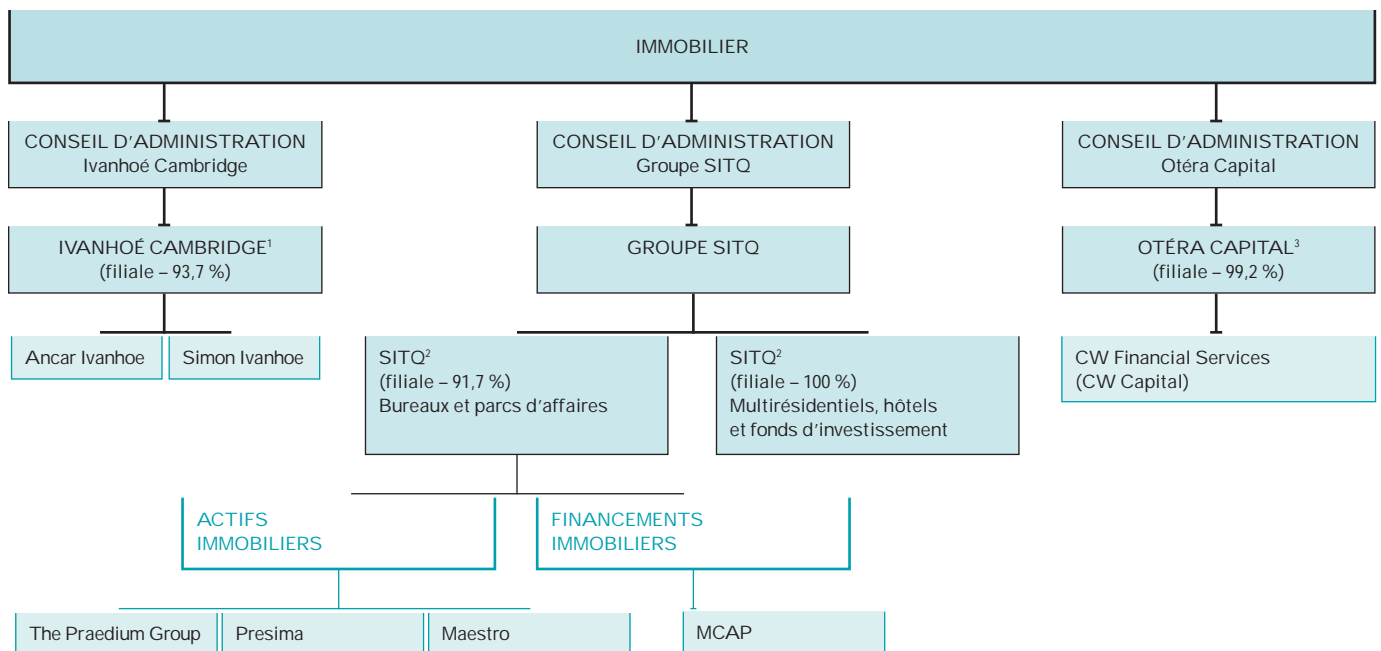 IMMOBILIER
CONSEIL D'ADMINISTRATION
Ivanhoé Cambridge
CONSEIL D'ADMINISTRATION
Groupe SITQ
CONSEIL D'ADMINISTRATION
Otéra Capital
IVANHOÉ CAMBRIDGE¹
(filiale – 93,7 %)
GROUPE SITQ
OTÉRA CAPITAL³
(filiale – 99,2 %)
Ancar Ivanhoe
Simon Ivanhoe
SITQ²
(filiale – 91,7 %)
Bureaux et parcs d'affaires
SITQ²
(filiale – 100 %)
Multirésidentiels, hôtels
et fonds d'investissement
CW Financial Services
(CW Capital)
ACTIFS
IMMOBILIERS
FINANCEMENTS
IMMOBILIERS
The Praedium Group
Presima
Maestro
MCAP